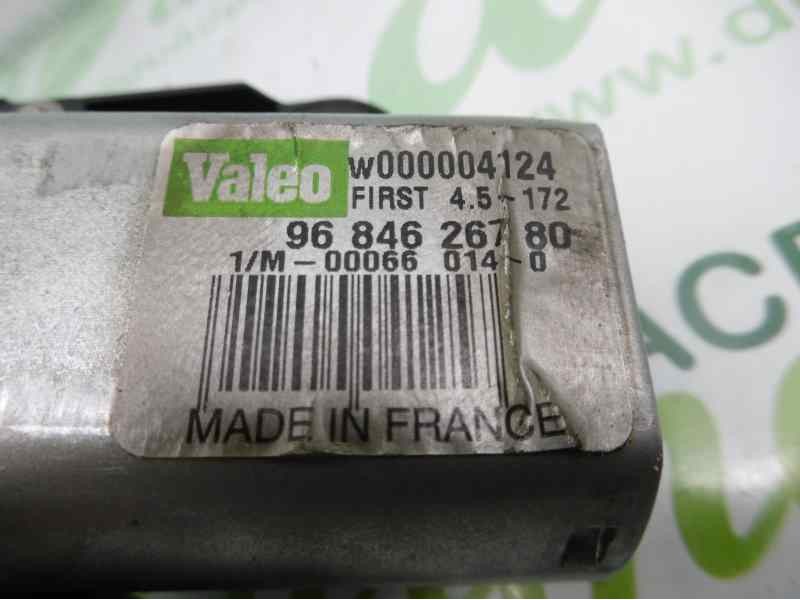 Valeo
W000004124
FIRST 4.5-172
96 846 267 80
1/M-00066 014-0
MADE IN FRANCE